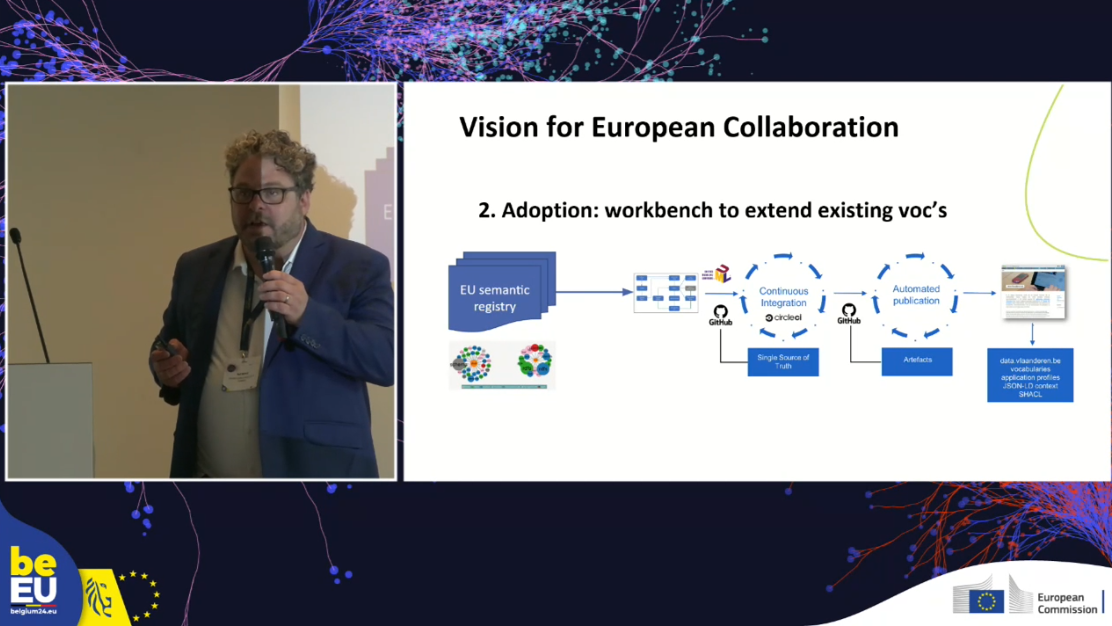 Vision for European Collaboration
2. Adoption: workbench to extend existing voc's
EU semantic
registry
GitHub
Continuous
Integration
circleci
Single Source of
Truth
GitHub
Automated
publication
Artefacts
data.vlaanderen.be
vocabularies
application profiles
JSON-LD context
SHACL
E
be
EU
belgium24.eu
European
Commission